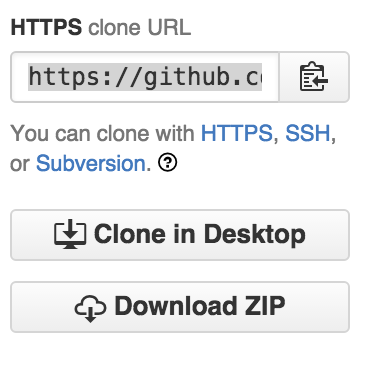 HTTPS clone URL
https://github.c
You can clone with HTTPS, SSH,
or Subversion.
Clone in Desktop
Download ZIP